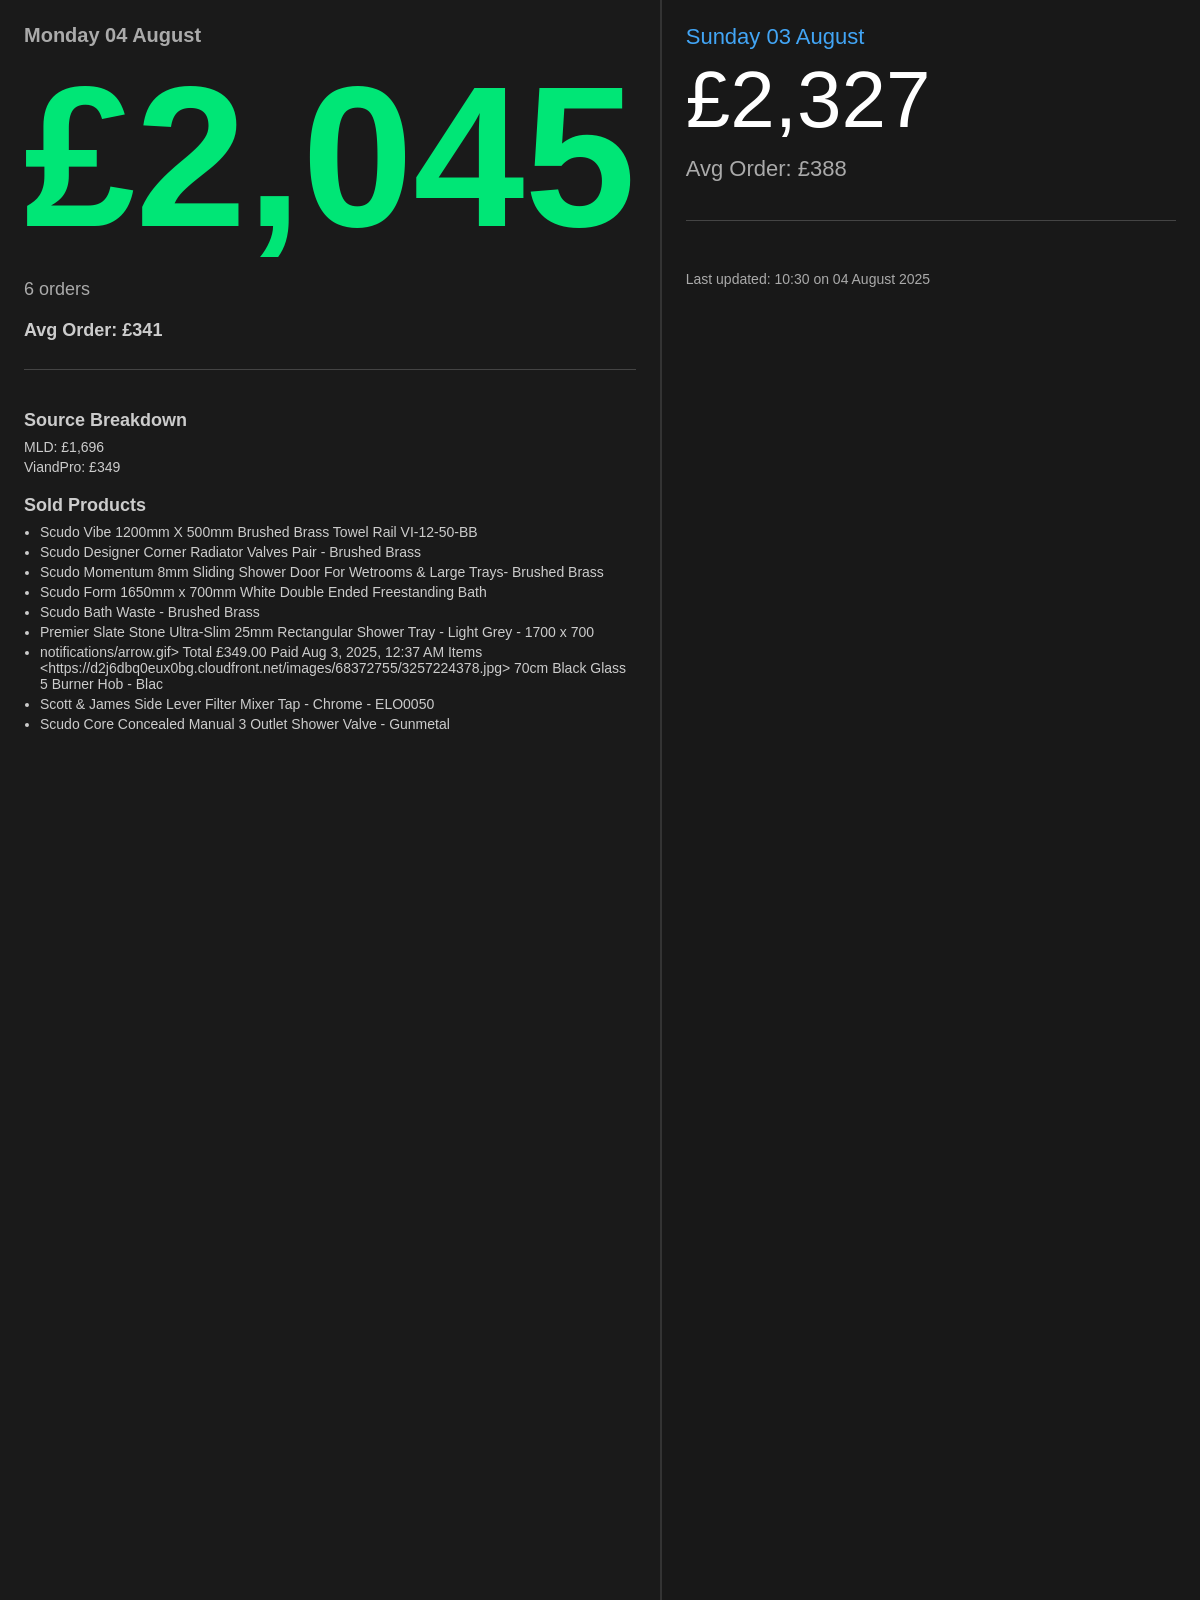 Monday 04 August
£2,045
6 orders
Avg Order: £341
Source Breakdown
MLD: £1,696
ViandPro: £349
Sold Products
• Scudo Vibe 1200mm X 500mm Brushed Brass Towel Rail VI-12-50-BB
• Scudo Designer Corner Radiator Valves Pair - Brushed Brass
• Scudo Momentum 8mm Sliding Shower Door For Wetrooms & Large Trays- Brushed Brass
• Scudo Form 1650mm x 700mm White Double Ended Freestanding Bath
• Scudo Bath Waste - Brushed Brass
• Premier Slate Stone Ultra-Slim 25mm Rectangular Shower Tray - Light Grey - 1700 x 700
• notifications/arrow.gif> Total £349.00 Paid Aug 3, 2025, 12:37 AM Items
<https://d2j6dbq0eux0bg.cloudfront.net/images/68372755/3257224378.jpg> 70cm Black Glass
5 Burner Hob - Blac
• Scott & James Side Lever Filter Mixer Tap - Chrome - ELO0050
• Scudo Core Concealed Manual 3 Outlet Shower Valve - Gunmetal
Sunday 03 August
£2,327
Avg Order: £388
Last updated: 10:30 on 04 August 2025